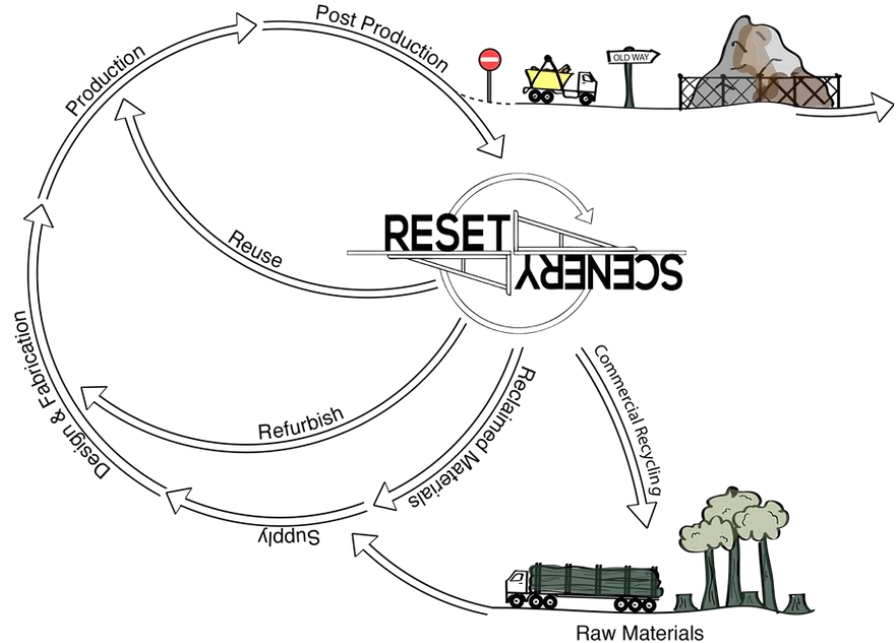 Post Production
Production
OLD WAY
RESET
SCENERY
Reuse
Refurbish
Reclaimed Materials
Commercial Recycling
Design & Fabrication
Supply
Raw Materials